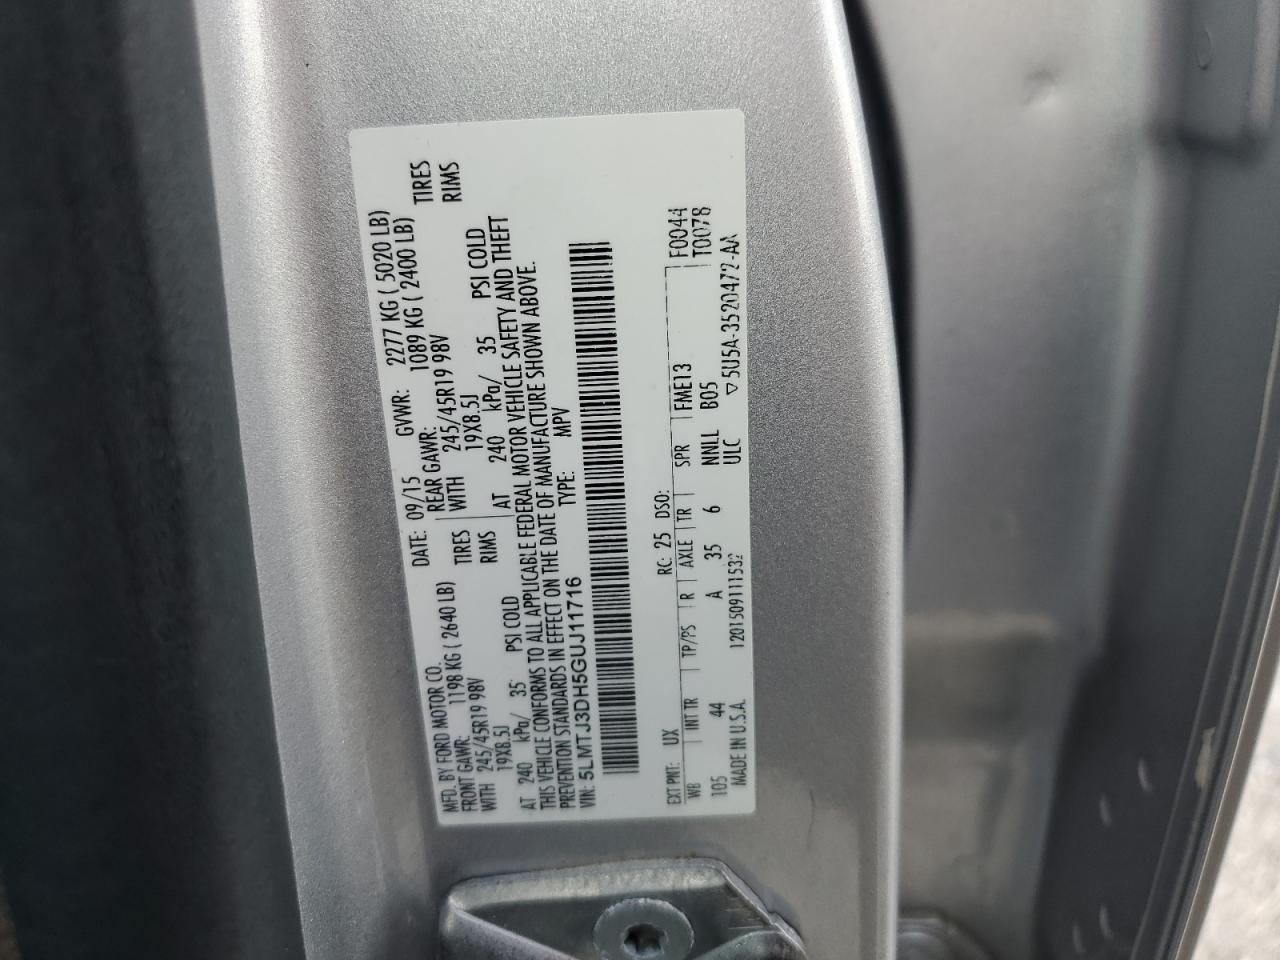 MFD. BY FORD MOTOR CO. DATE: 09/15 GVWR: 2277 KG ( 5020 LB)
FRONT GAWR: 1198 KG ( 2640 LB) REAR GAWR: 1089 KG ( 2400 LB)
WITH 245/45R19 98V TIRES WITH 245/45R19 98V TIRES
19X8.5J RIMS 19X8.5J RIMS
AT 240 kPa/ 35 PSI COLD AT 240 kPa/ 35 PSI COLD
THIS VEHICLE CONFORMS TO ALL APPLICABLE FEDERAL MOTOR VEHICLE SAFETY AND THEFT
PREVENTION STANDARDS IN EFFECT ON THE DATE OF MANUFACTURE SHOWN ABOVE.
VIN: 5LMTJ3DH5GUJ11716 TYPE: MPV
EXT PNT: UX RC: 25 DSO: F0044
WB INT TR TP/PS R AXLE TR SPR FME13 T0078
105 44 A 35 6 NNLL B05
MADE IN U.S.A. 1201509111532 ULC ▽5U5A-3520472-AA